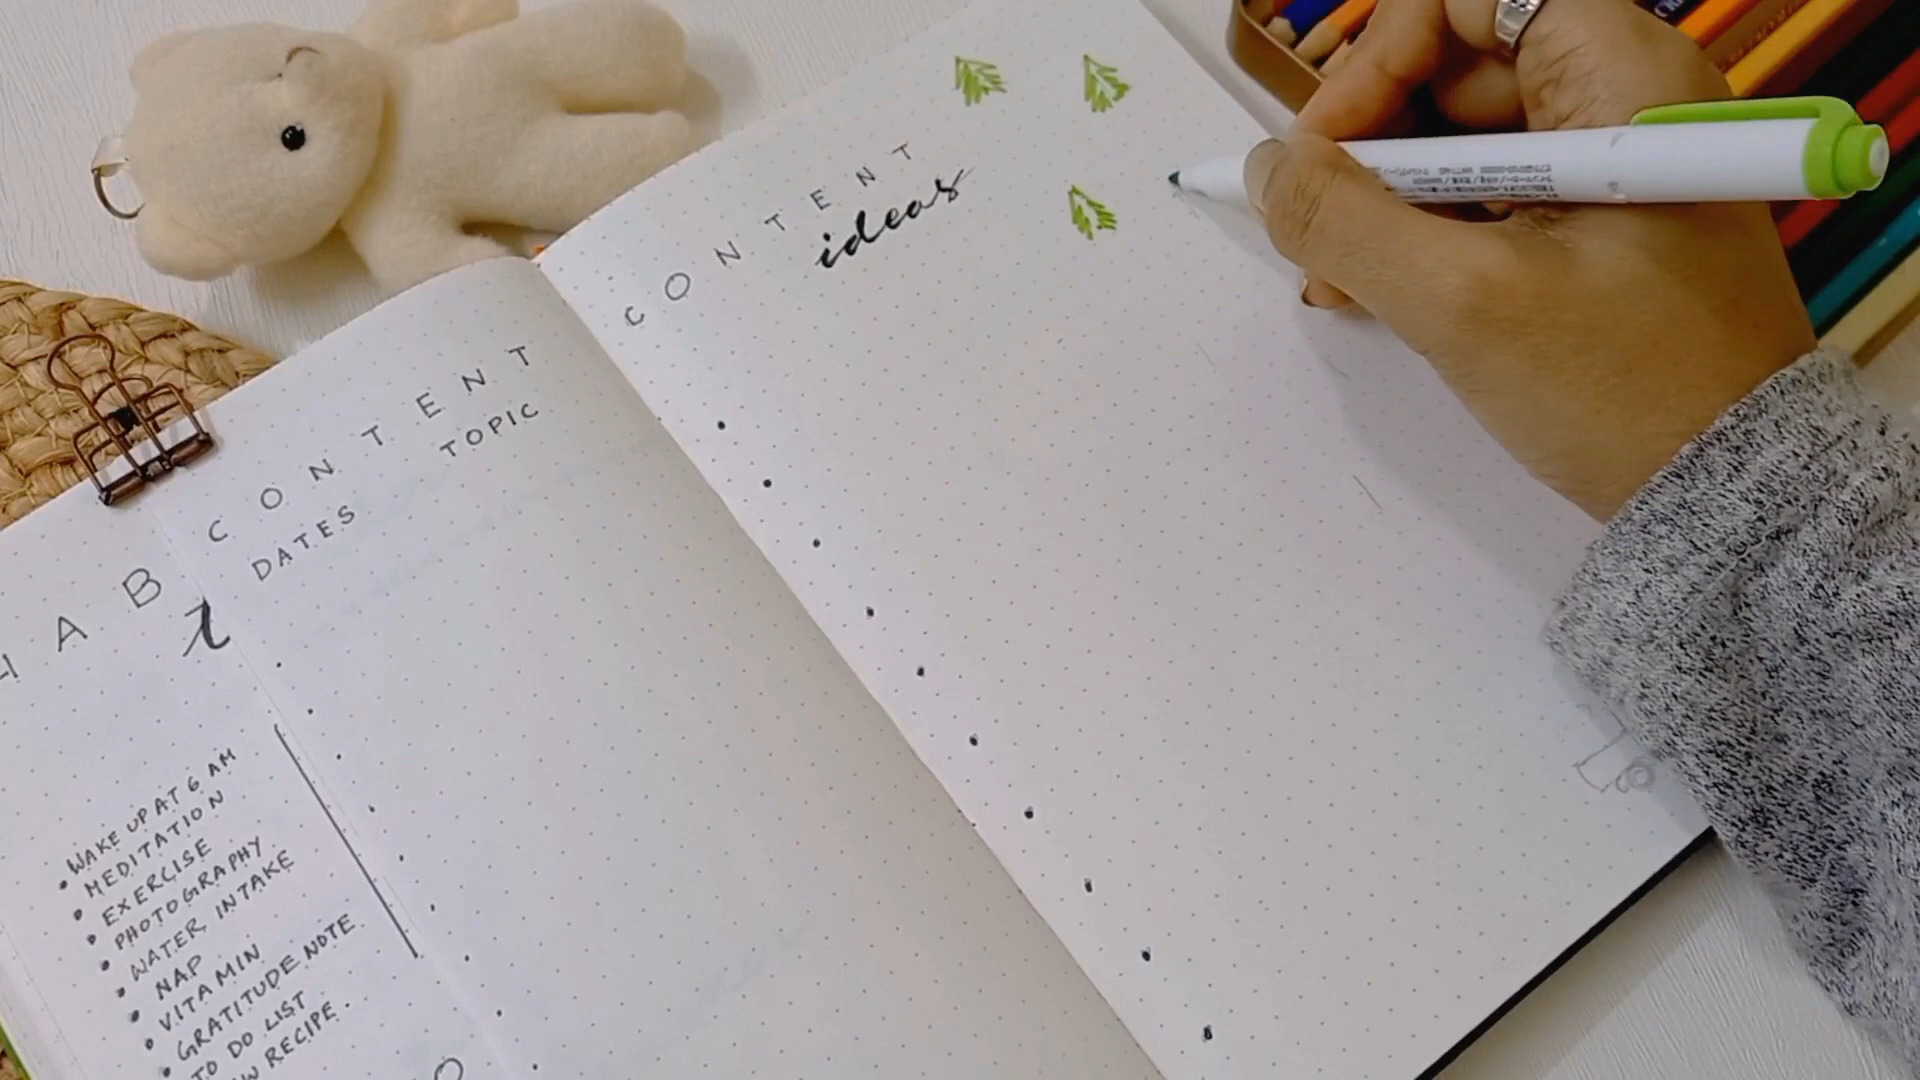 HAB
WAKE UP AT 6 AM
MEDITATION
EXERCISE
PHOTOGRAPHY
WATER INTAKE
NAP
VITAMIN
GRATITUDE NOTE
TO DO LIST
RECIPE.
CONTENT
DATES TOPIC
CONTENT
ideas